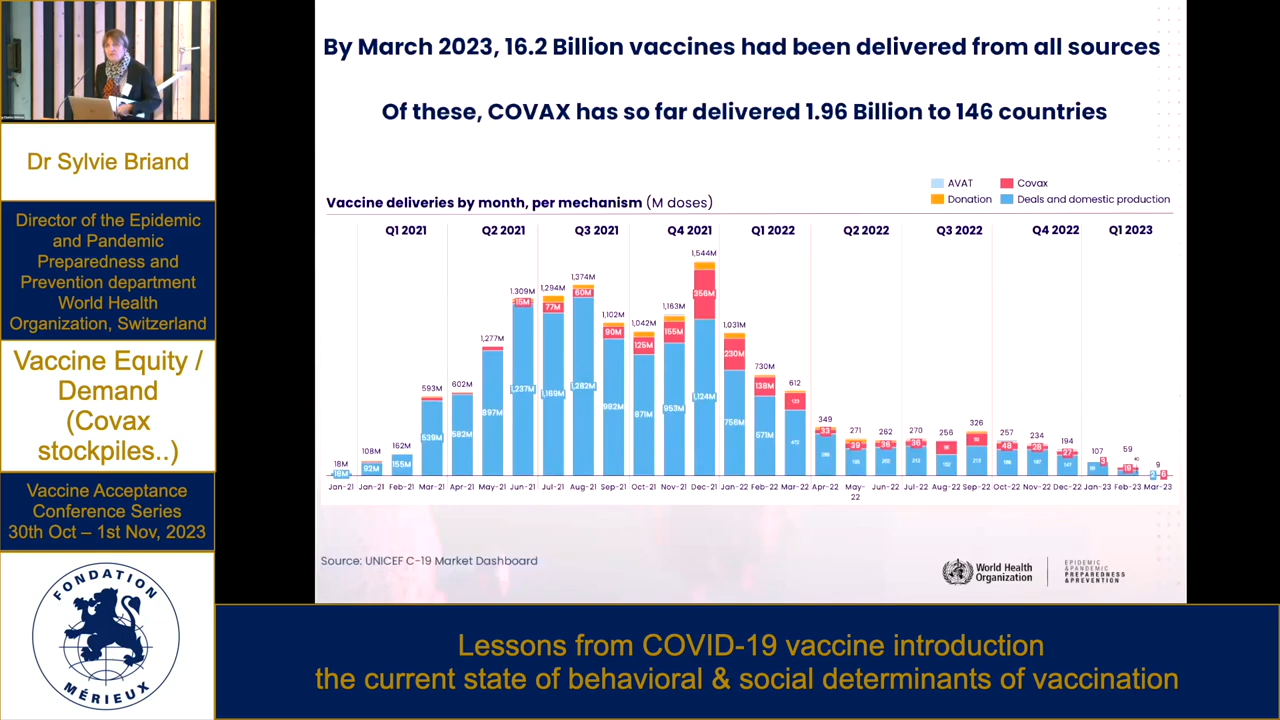 Dr Sylvie Briand
Director of the Epidemic
and Pandemic
Preparedness and
Prevention department
World Health
Organization, Switzerland
Vaccine Equity /
Demand
(Covax
stockpiles..)
Vaccine Acceptance
Conference Series
30th Oct – 1st Nov, 2023
FONDATION
MÉRIEUX
By March 2023, 16.2 Billion vaccines had been delivered from all sources
Of these, COVAX has so far delivered 1.96 Billion to 146 countries
AVAT Covax
Donation Deals and domestic production
Vaccine deliveries by month, per mechanism (M doses)
Q1 2021 Q2 2021 Q3 2021 Q4 2021 Q1 2022 Q2 2022 Q3 2022 Q4 2022 Q1 2023
18M 108M 162M 593M 602M 1,277M 1.309M 1,294M 1,374M 1,102M 1,042M 1,163M 1,544M 1,031M 730M 612 349 271 262 270 256 326 257 234 194 107 59 9
15M 77M 60M 90M 125M 155M 356M 230M 138M 33 39 36 36 48 27
18M 92M 155M 539M 582M 897M 1,237M 1,169M 1,282M 982M 871M 953M 1,124M 756M 571M
Jan-21 Jan-21 Feb-21 Mar-21 Apr-21 May-21 Jun-21 Jul-21 Aug-21 Sep-21 Oct-21 Nov-21 Dec-21 Jan-22 Feb-22 Mar-22 Apr-22 May-22 Jun-22 Jul-22 Aug-22 Sep-22 Oct-22 Nov-22 Dec-22 Jan-23 Feb-23 Mar-23
Source: UNICEF C-19 Market Dashboard
World Health
Organization
EPIDEMIC
&PANDEMIC
PREPAREDNESS
&PREVENTION
Lessons from COVID-19 vaccine introduction
the current state of behavioral & social determinants of vaccination